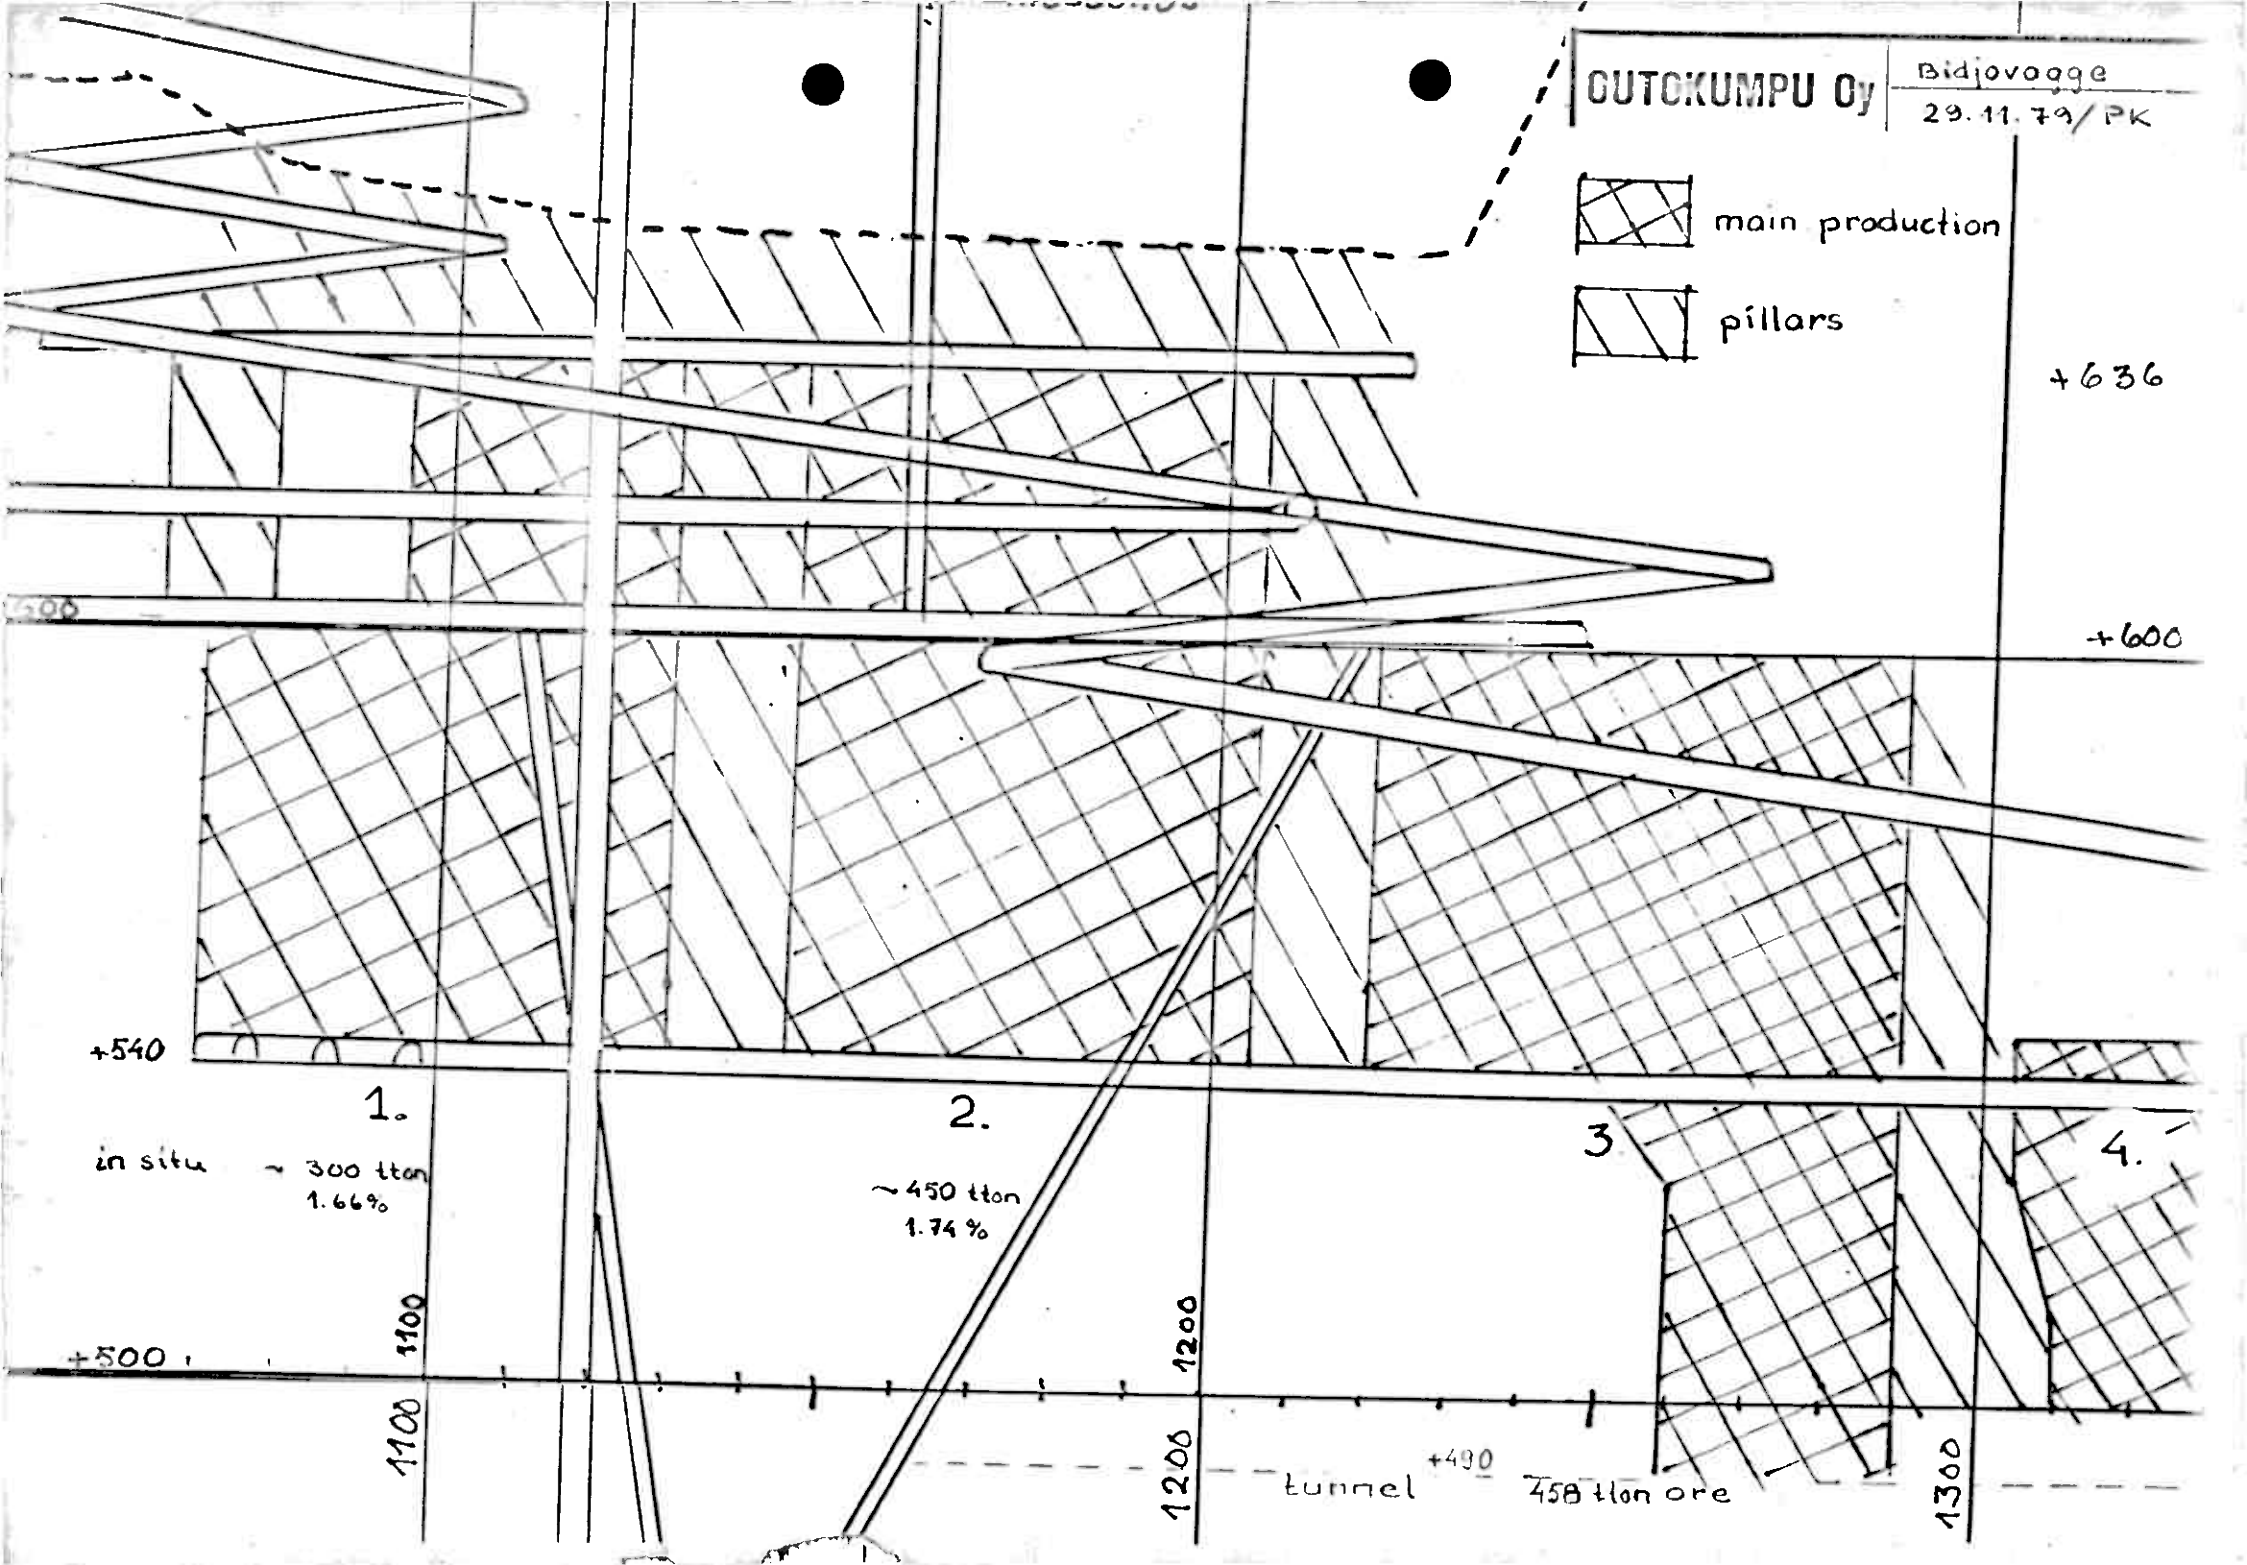 OUTOKUMPU Oy
Bidjovagge
29.11.79/PK
main production
pillars
+636
600
+600
+540
1.
2.
3
4.
in situ ~ 300 tton
1.66%
~450 tton
1.74%
1100
1200
+500
1100
1200
1300
+490
tunnel
458 tton ore